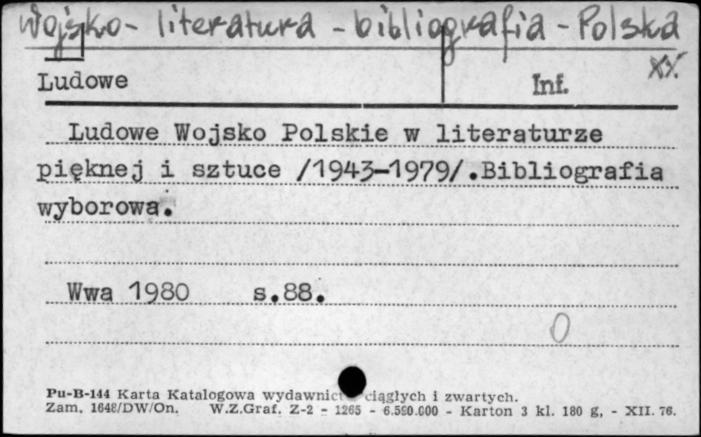 Wojsko - literatura - bibliografia - Polska
XX.
Ludowe
Inf.
Ludowe Wojsko Polskie w literaturze
pięknej i sztuce /1943-1979/.Bibliografia
wyborowa.
Wwa 1980 s.88.
0
Pu-B-144 Karta Katalogowa wydawnict ciągłych i zwartych.
Zam. 1648/DW/On. W.Z.Graf. Z-2 - 1265 - 6.500.000 - Karton 3 kl. 180 g, - XII. 76.